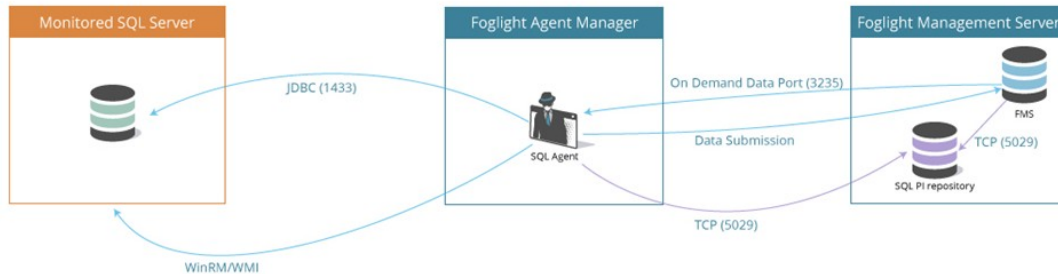 Monitored SQL Server
Foglight Agent Manager
Foglight Management Server
JDBC (1433)
On Demand Data Port (3235)
FMS
SQL Agent
Data Submission
TCP (5029)
SQL PI repository
TCP (5029)
WinRM/WMI